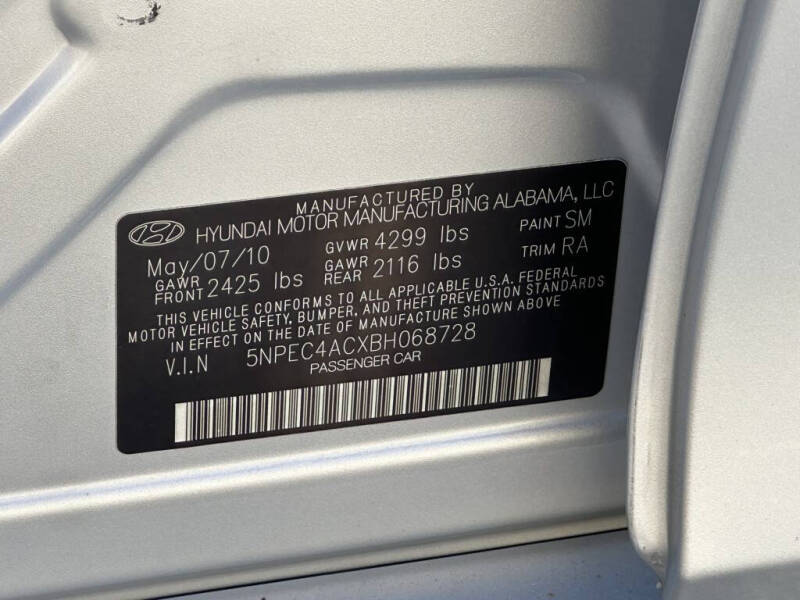 MANUFACTURED BY
HYUNDAI MOTOR MANUFACTURING ALABAMA, LLC
May/07/10 GVWR 4299 lbs PAINT SM
GAWR FRONT 2425 lbs GAWR REAR 2116 lbs TRIM RA
THIS VEHICLE CONFORMS TO ALL APPLICABLE U.S.A. FEDERAL
MOTOR VEHICLE SAFETY, BUMPER, AND THEFT PREVENTION STANDARDS
IN EFFECT ON THE DATE OF MANUFACTURE SHOWN ABOVE
V.I.N 5NPEC4ACXBH068728
PASSENGER CAR